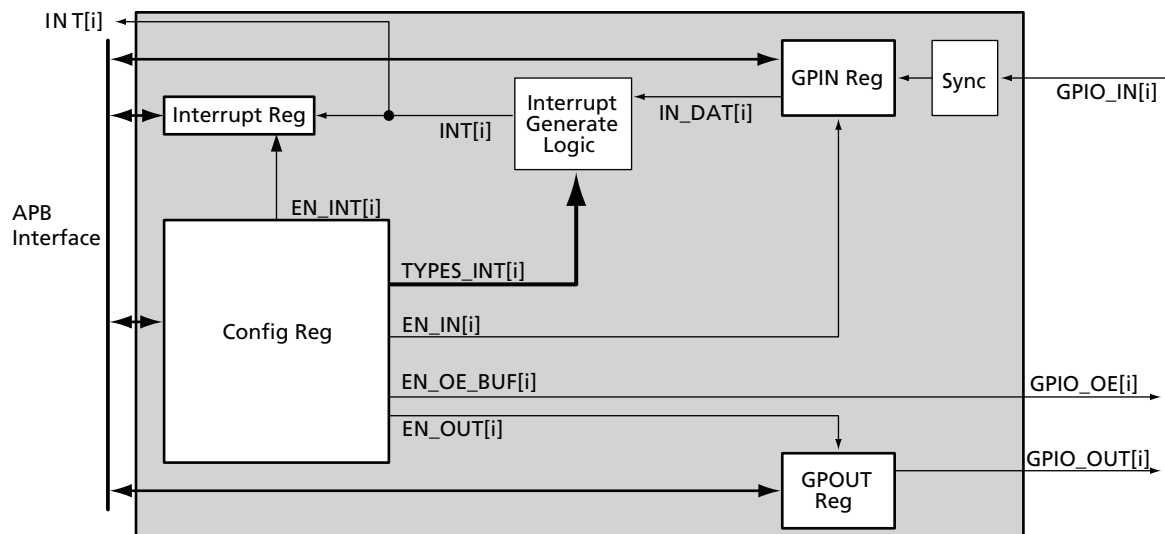 INT[i]
GPIN Reg
Sync
GPIO_IN[i]
Interrupt
Generate
Logic
IN_DAT[i]
Interrupt Reg
INT[i]
EN_INT[i]
APB
Interface
TYPES_INT[i]
Config Reg
EN_IN[i]
EN_OE_BUF[i]
GPIO_OE[i]
EN_OUT[i]
GPOUT
Reg
GPIO_OUT[i]